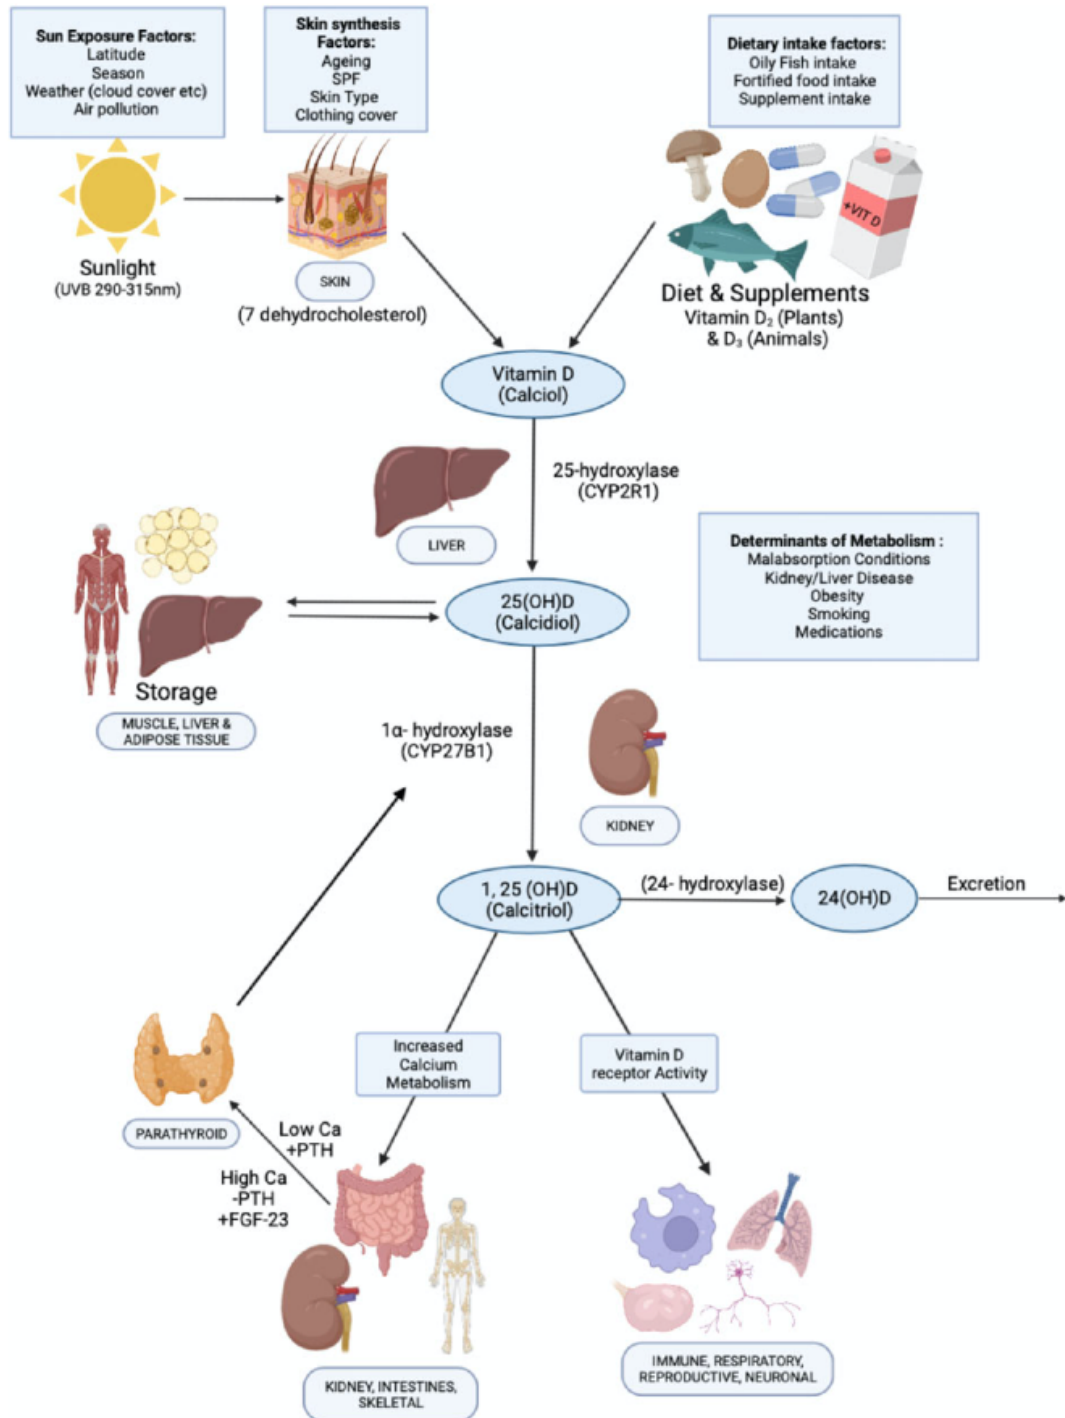 Sun Exposure Factors:
Latitude
Season
Weather (cloud cover etc)
Air pollution
Skin synthesis
Factors:
Ageing
SPF
Skin Type
Clothing cover
Dietary intake factors:
Oily Fish intake
Fortified food intake
Supplement intake
+VIT D
Sunlight
(UVB 290-315nm)
SKIN
(7 dehydrocholesterol)
Diet & Supplements
Vitamin D₂ (Plants)
& D₃ (Animals)
Vitamin D
(Calciol)
25-hydroxylase
(CYP2R1)
LIVER
Determinants of Metabolism :
Malabsorption Conditions
Kidney/Liver Disease
Obesity
Smoking
Medications
25(OH)D
(Calcidiol)
Storage
MUSCLE, LIVER &
ADIPOSE TISSUE
1α- hydroxylase
(CYP27B1)
KIDNEY
1, 25 (OH)D
(Calcitriol)
(24- hydroxylase)
24(OH)D
Excretion
Increased
Calcium
Metabolism
Vitamin D
receptor Activity
PARATHYROID
Low Ca
+PTH
High Ca
-PTH
+FGF-23
KIDNEY, INTESTINES,
SKELETAL
IMMUNE, RESPIRATORY,
REPRODUCTIVE, NEURONAL